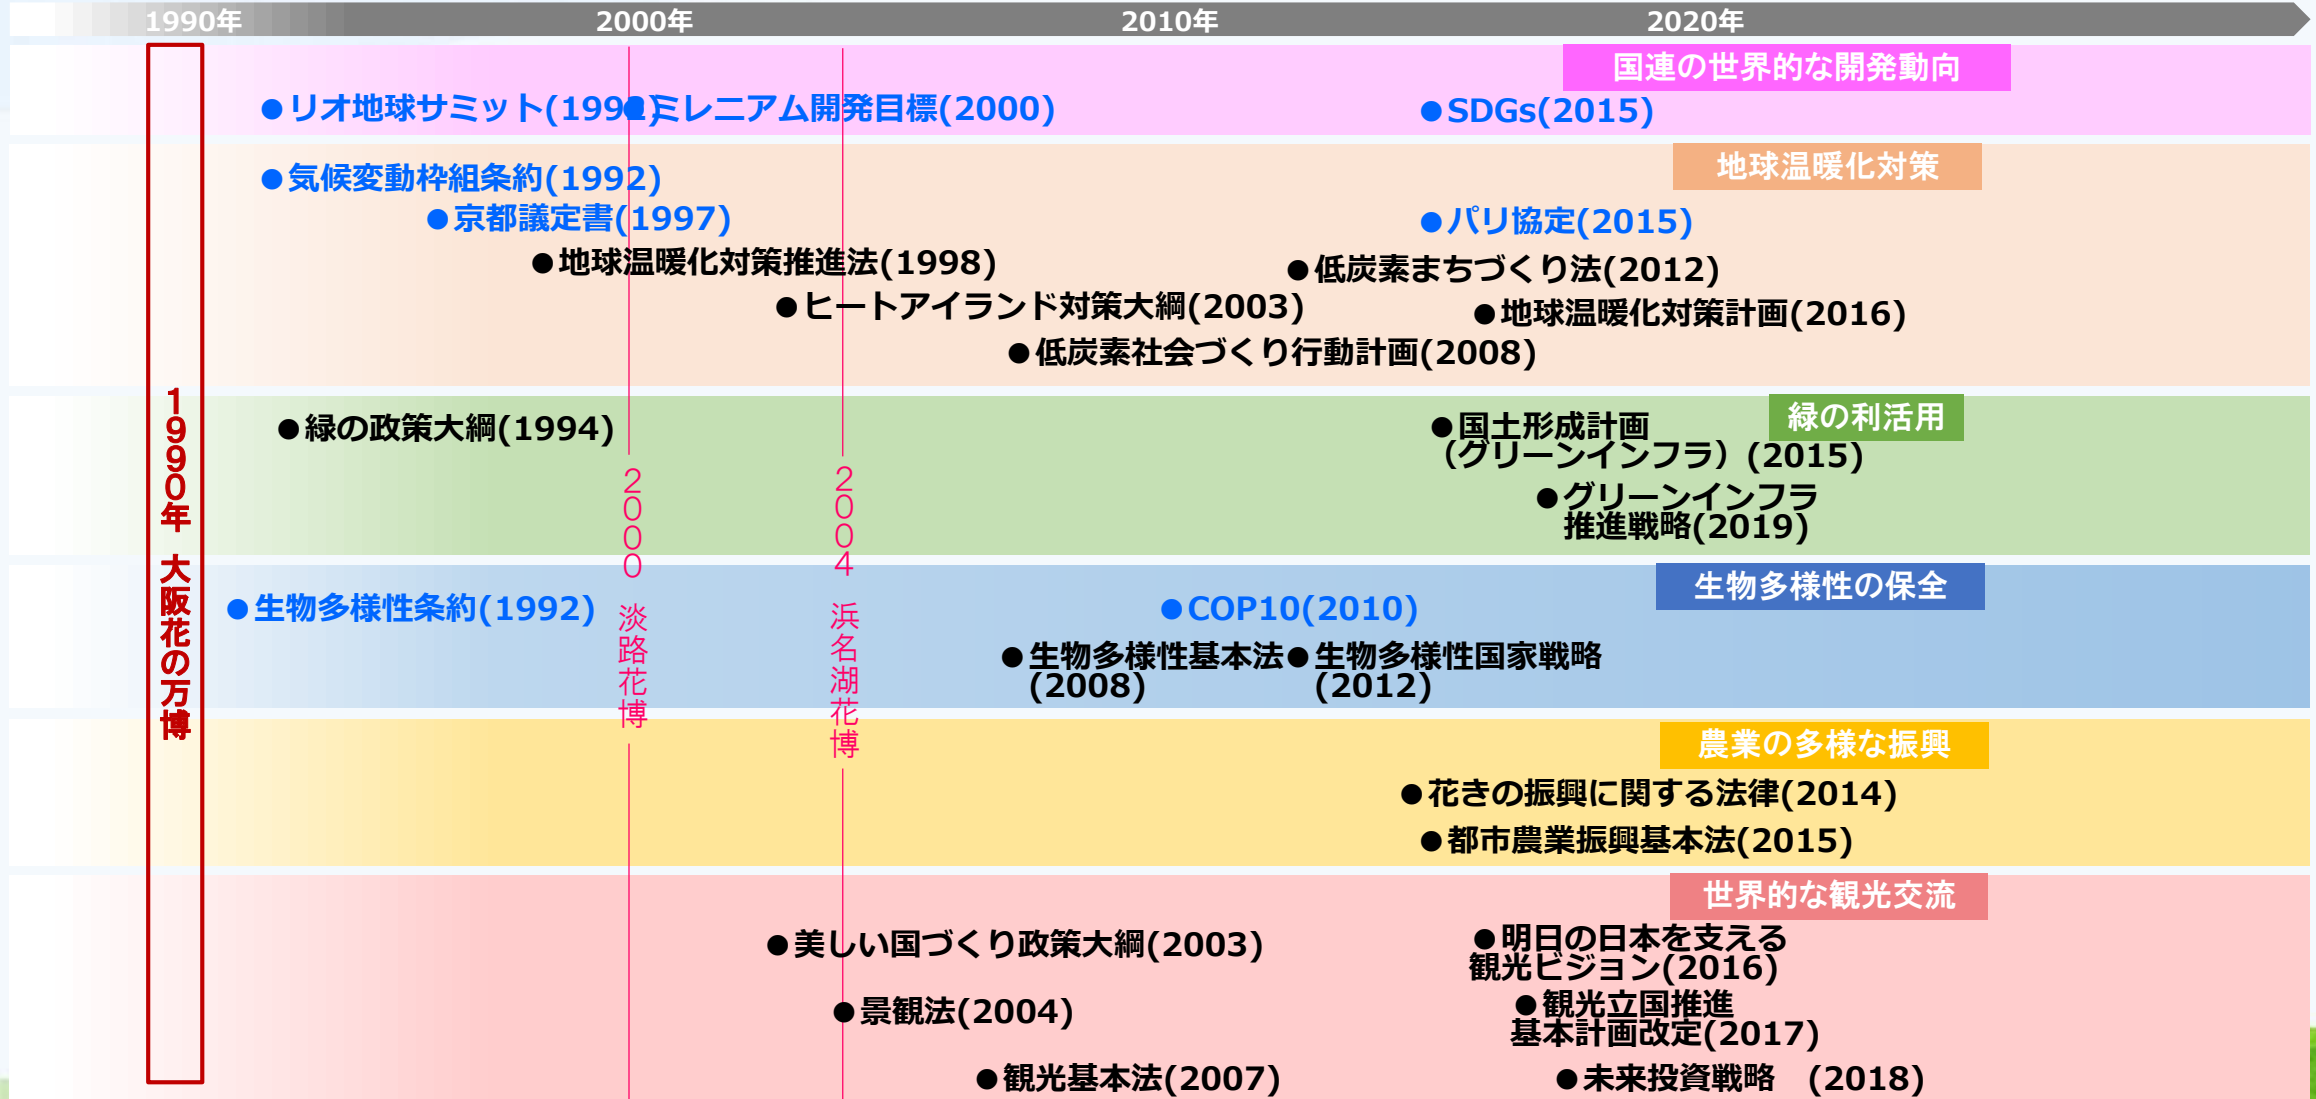 1990年 2000年 2010年 2020年
国連の世界的な開発動向
●リオ地球サミット(1992)
●ミレニアム開発目標(2000)
●SDGs(2015)
地球温暖化対策
●気候変動枠組条約(1992)
●京都議定書(1997)
●パリ協定(2015)
●地球温暖化対策推進法(1998)
●低炭素まちづくり法(2012)
●ヒートアイランド対策大綱(2003)
●地球温暖化対策計画(2016)
●低炭素社会づくり行動計画(2008)
緑の利活用
●緑の政策大綱(1994)
●国土形成計画
（グリーンインフラ）(2015)
●グリーンインフラ
推進戦略(2019)
生物多様性の保全
●生物多様性条約(1992)
●COP10(2010)
●生物多様性基本法
(2008)
●生物多様性国家戦略
(2012)
農業の多様な振興
●花きの振興に関する法律(2014)
●都市農業振興基本法(2015)
世界的な観光交流
●美しい国づくり政策大綱(2003)
●明日の日本を支える
観光ビジョン(2016)
●景観法(2004)
●観光立国推進
基本計画改定(2017)
●観光基本法(2007)
●未来投資戦略　(2018)
１９９０年 大阪花の万博
２０００ 淡路花博
２００４ 浜名湖花博